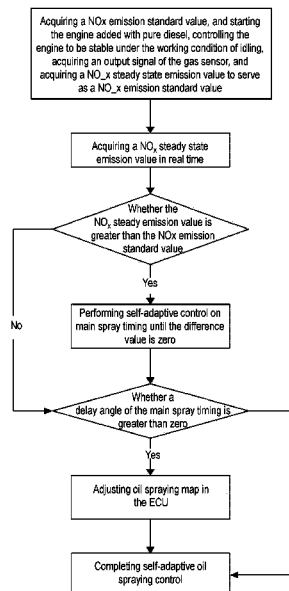 Acquiring a NOx emission standard value, and starting
the engine added with pure diesel, controlling the
engine to be stable under the working condition of idling,
acquiring an output signal of the gas sensor, and
acquiring a NO_x steady state emission value to serve
as a NO_x emission standard value
Acquiring a NOx steady state
emission value in real time
Whether the
NOx steady emission value is
greater than the NOx emission
standard value
Yes
No
Performing self-adaptive control on
main spray timing until the difference
value is zero
Whether a
delay angle of the main spray timing is
greater than zero
Yes
Adjusting oil spraying map in
the ECU
Completing self-adaptive oil
spraying control